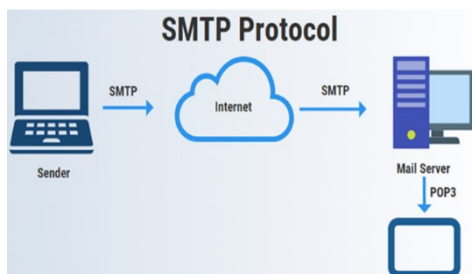 SMTP Protocol
SMTP
Internet
SMTP
Sender
Mail Server
POP3